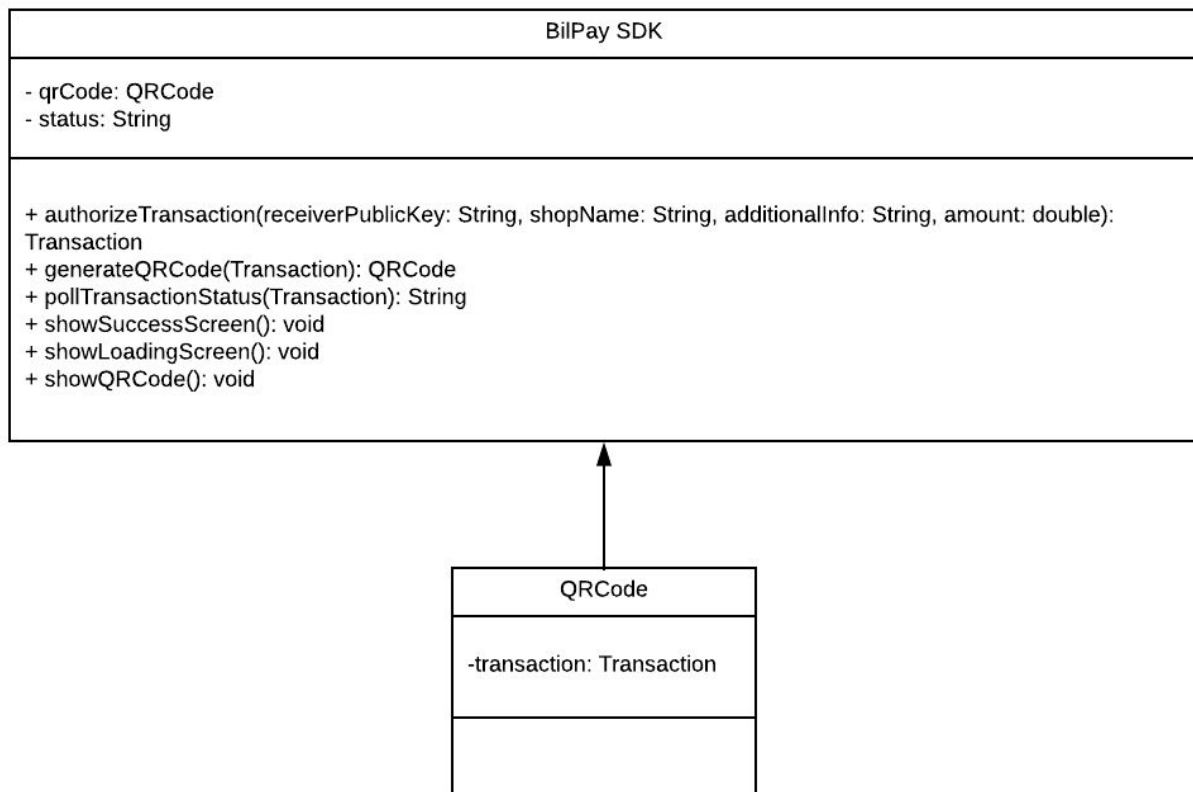 BilPay SDK
- qrCode: QRCode
- status: String
+ authorizeTransaction(receiverPublicKey: String, shopName: String, additionalInfo: String, amount: double):
Transaction
+ generateQRCode(Transaction): QRCode
+ pollTransactionStatus(Transaction): String
+ showSuccessScreen(): void
+ showLoadingScreen(): void
+ showQRCode(): void
QRCode
-transaction: Transaction